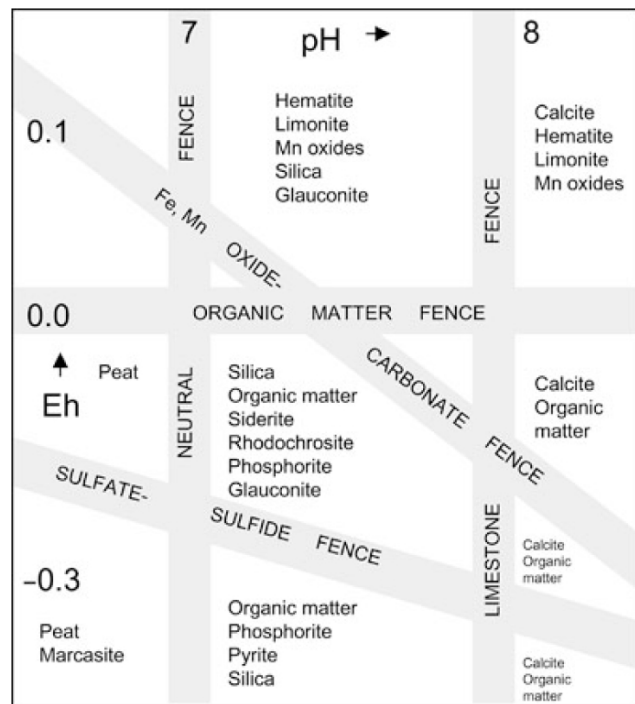 7
pH
8
0.1
FENCE
Hematite
Limonite
Mn oxides
Silica
Glauconite
Calcite
Hematite
Limonite
Mn oxides
FENCE
Fe, Mn OXIDE-
CARBONATE FENCE
0.0
ORGANIC MATTER FENCE
Eh
Peat
NEUTRAL
Silica
Organic matter
Siderite
Rhodochrosite
Phosphorite
Glauconite
Calcite
Organic
matter
SULFATE-
SULFIDE FENCE
LIMESTONE
Calcite
Organic
matter
−0.3
Peat
Marcasite
Organic matter
Phosphorite
Pyrite
Silica
Calcite
Organic
matter